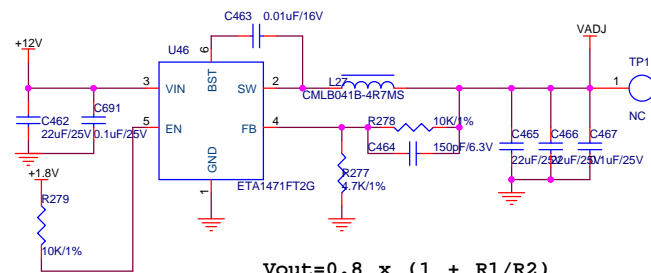 C463
0.01uF/16V
VADJ
+12V
U46
6
BST
TP1
3
VIN
SW
2
L27
CMLB041B-4R7MS
1
C691
C462
22uF/25V
0.1uF/25V
5
EN
FB
4
R278
10K/1%
C464
150pF/6.3V
C465
C466
C467
NC
22uF/25V
22uF/25V
0.1uF/25V
GND
R277
4.7K/1%
1
ETA1471FT2G
+1.8V
R279
10K/1%
Vout=0.8 x (1 + R1/R2)